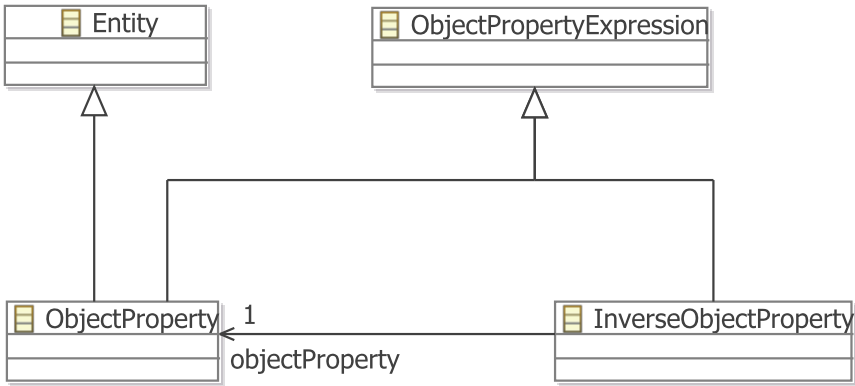 Entity
ObjectPropertyExpression
ObjectProperty
1
InverseObjectProperty
objectProperty